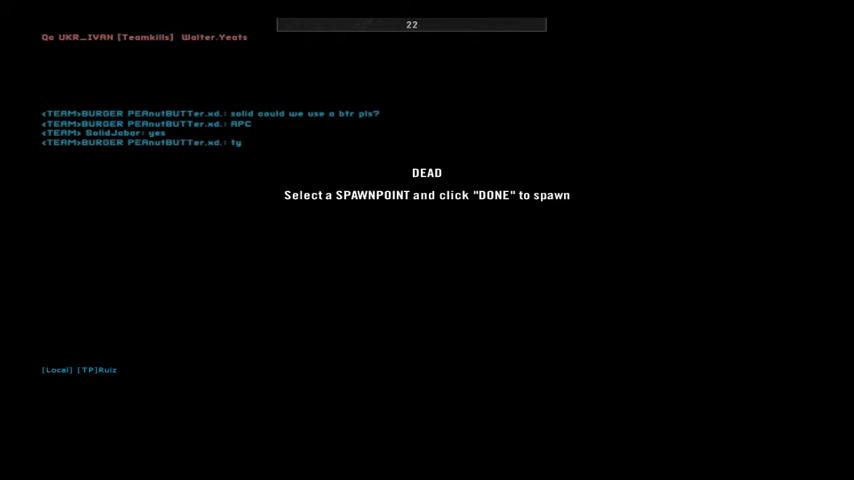 22
Qc UKR_IVAN [Teamkills] Walter.Yeats
<TEAM>BURGER PEAnutBUTTer.xd.: solid could we use a btr pls?
<TEAM>BURGER PEAnutBUTTer.xd.: APC
<TEAM> SolidJabar: yes
<TEAM>BURGER PEAnutBUTTer.xd.: ty
DEAD
Select a SPAWNPOINT and click "DONE" to spawn
[Local] [TP]Ruiz